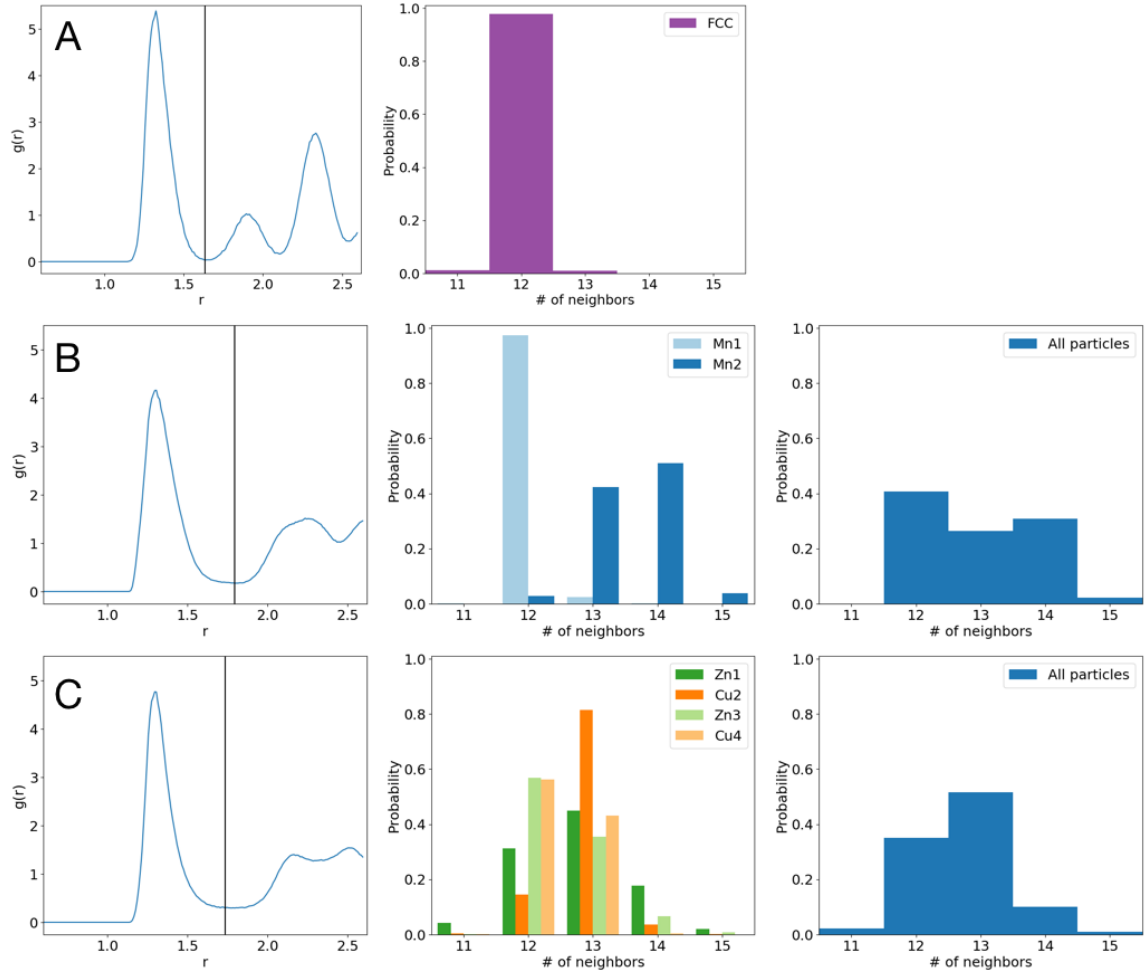 A
5
4
3
2
1
0
g(r)
1.0 1.5 2.0 2.5
r
1.0
0.8
0.6
0.4
0.2
0.0
Probability
FCC
11 12 13 14 15
# of neighbors
B
5
4
3
2
1
0
g(r)
1.0 1.5 2.0 2.5
r
1.0
0.8
0.6
0.4
0.2
0.0
Probability
Mn1
Mn2
11 12 13 14 15
# of neighbors
1.0
0.8
0.6
0.4
0.2
0.0
Probability
All particles
11 12 13 14 15
# of neighbors
C
5
4
3
2
1
0
g(r)
1.0 1.5 2.0 2.5
r
1.0
0.8
0.6
0.4
0.2
0.0
Probability
Zn1
Cu2
Zn3
Cu4
11 12 13 14 15
# of neighbors
1.0
0.8
0.6
0.4
0.2
0.0
Probability
All particles
11 12 13 14 15
# of neighbors